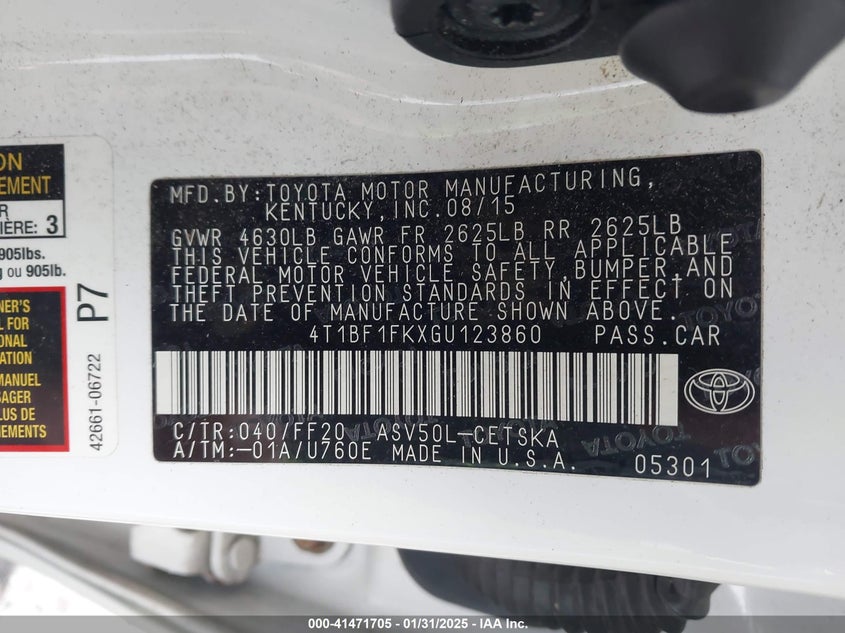 ON
EMENT
R
IÈRE: 3
905lbs.
g ou 905lb.
NER'S
L FOR
ONAL
ATION
MANUEL
US DE
EMENTS
P7
42661-06722
MFD.BY:TOYOTA MOTOR MANUFACTURING,
KENTUCKY,INC.08/15
GVWR 4630LB GAWR FR 2625LB RR 2625LB
THIS VEHICLE CONFORMS TO ALL APPLICABLE
FEDERAL MOTOR VEHICLE SAFETY,BUMPER,AND
THEFT PREVENTION STANDARDS IN EFFECT ON
THE DATE OF MANUFACTURE SHOWN ABOVE.
4T1BF1FKXGU123860 PASS.CAR
C/TR:040/FF20 ASV50L-CETSKA
A/TM:-01A/U760E MADE IN U.S.A. 05301
000-41471705 - 01/31/2025 - IAA